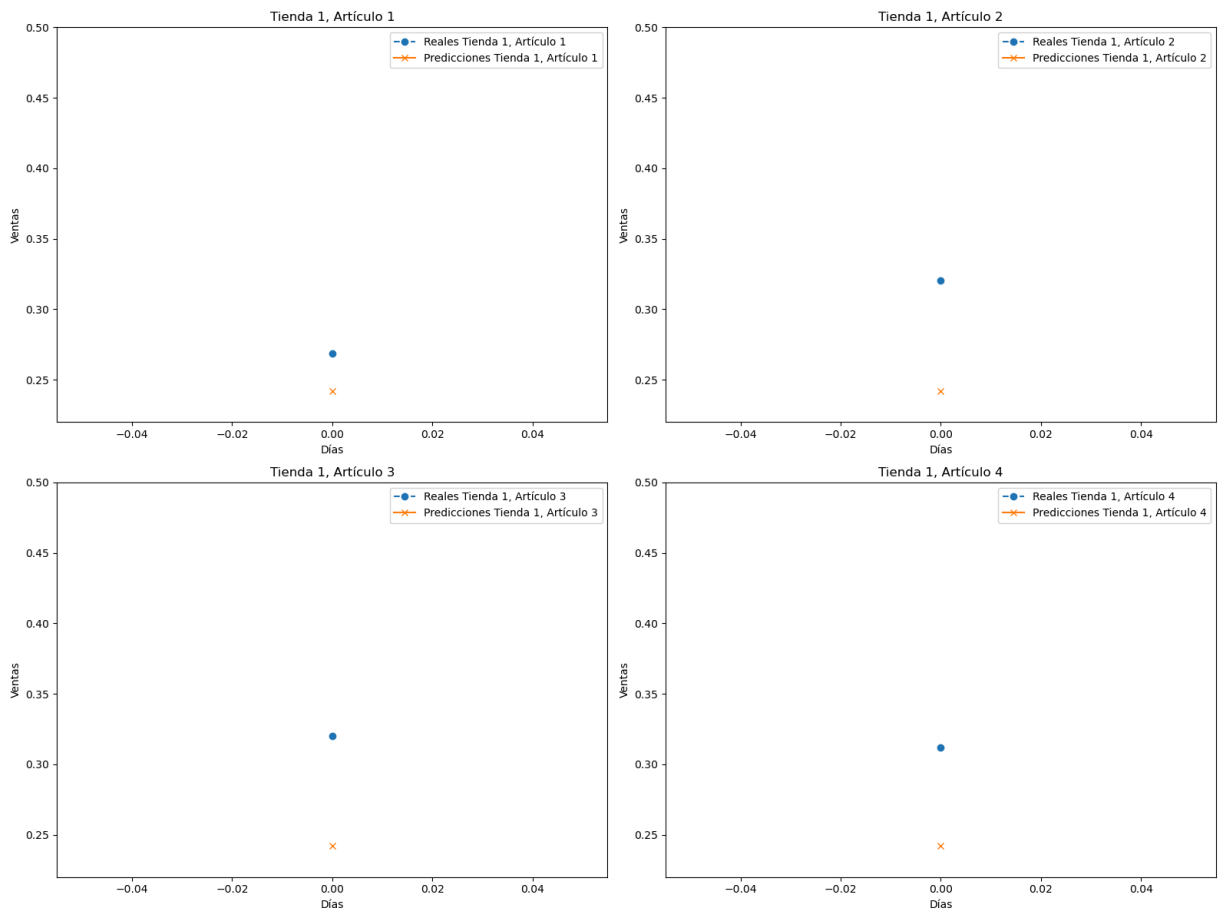 Tienda 1, Artículo 1
0.50
0.45
0.40
0.35
0.30
0.25
Ventas
Reales Tienda 1, Artículo 1
Predicciones Tienda 1, Artículo 1
−0.04 −0.02 0.00 0.02 0.04
Días
Tienda 1, Artículo 2
0.50
0.45
0.40
0.35
0.30
0.25
Ventas
Reales Tienda 1, Artículo 2
Predicciones Tienda 1, Artículo 2
−0.04 −0.02 0.00 0.02 0.04
Días
Tienda 1, Artículo 3
0.50
0.45
0.40
0.35
0.30
0.25
Ventas
Reales Tienda 1, Artículo 3
Predicciones Tienda 1, Artículo 3
−0.04 −0.02 0.00 0.02 0.04
Días
Tienda 1, Artículo 4
0.50
0.45
0.40
0.35
0.30
0.25
Ventas
Reales Tienda 1, Artículo 4
Predicciones Tienda 1, Artículo 4
−0.04 −0.02 0.00 0.02 0.04
Días